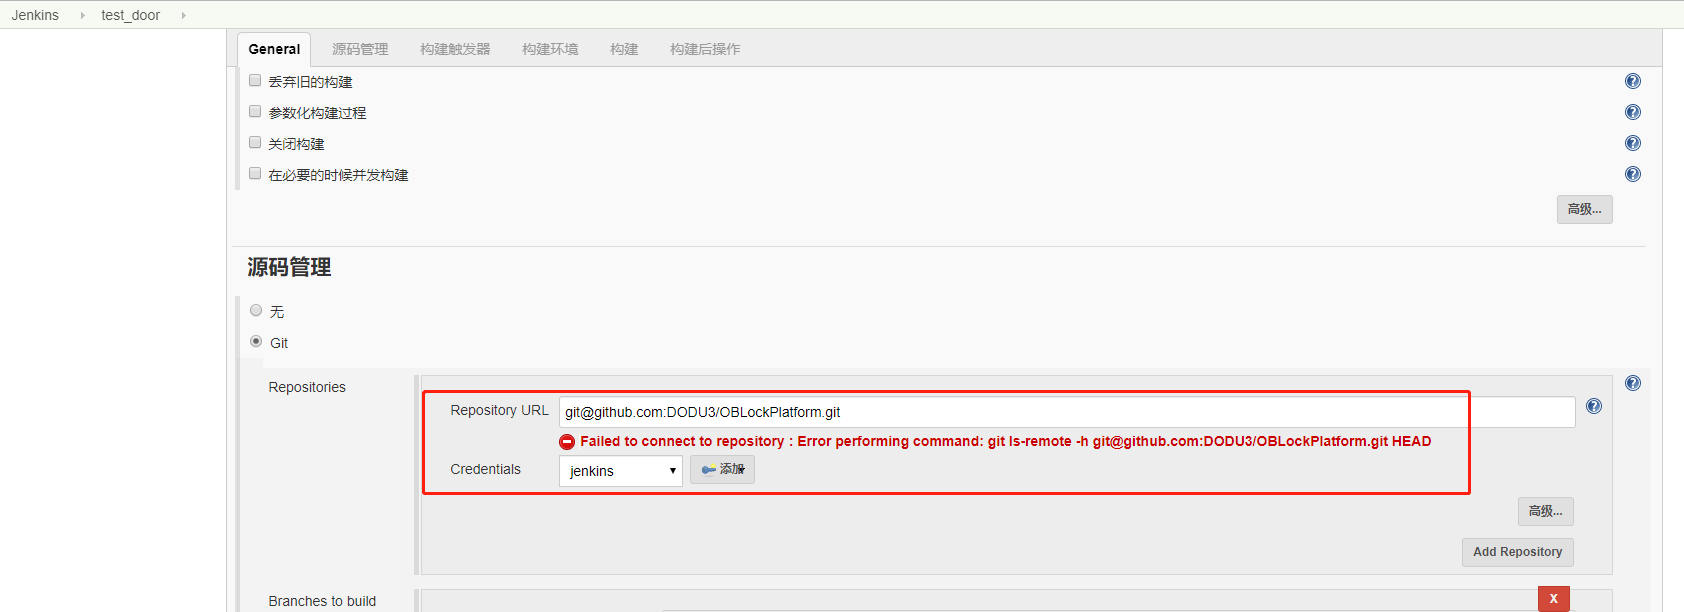 Jenkins test_door
General 源码管理 构建触发器 构建环境 构建 构建后操作
丢弃旧的构建
参数化构建过程
关闭构建
在必要的时候并发构建
高级...
源码管理
无
Git
Repositories
Repository URL git@github.com:DODU3/OBLockPlatform.git
Failed to connect to repository : Error performing command: git ls-remote -h git@github.com:DODU3/OBLockPlatform.git HEAD
Credentials jenkins 添加
高级...
Add Repository
X
Branches to build